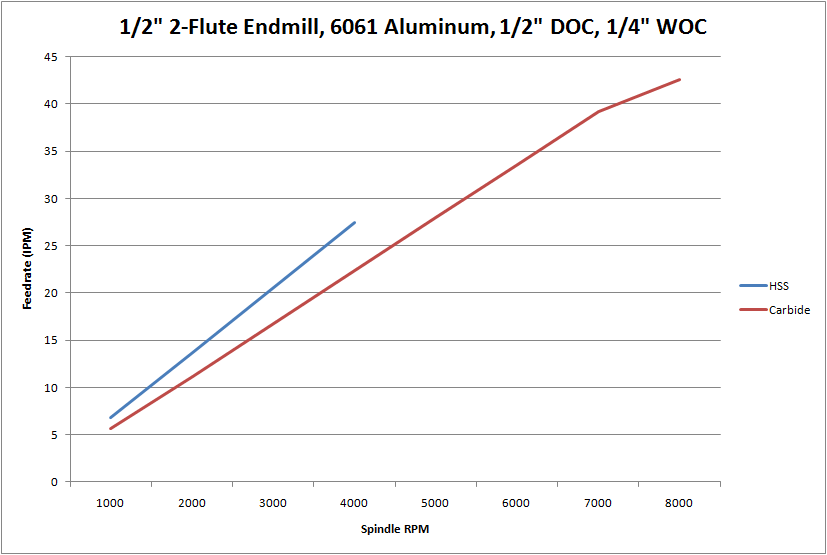 1/2" 2-Flute Endmill, 6061 Aluminum, 1/2" DOC, 1/4" WOC
45
40
35
30
25
20
15
10
5
0
Feedrate (IPM)
1000 2000 3000 4000 5000 6000 7000 8000
Spindle RPM
HSS
Carbide